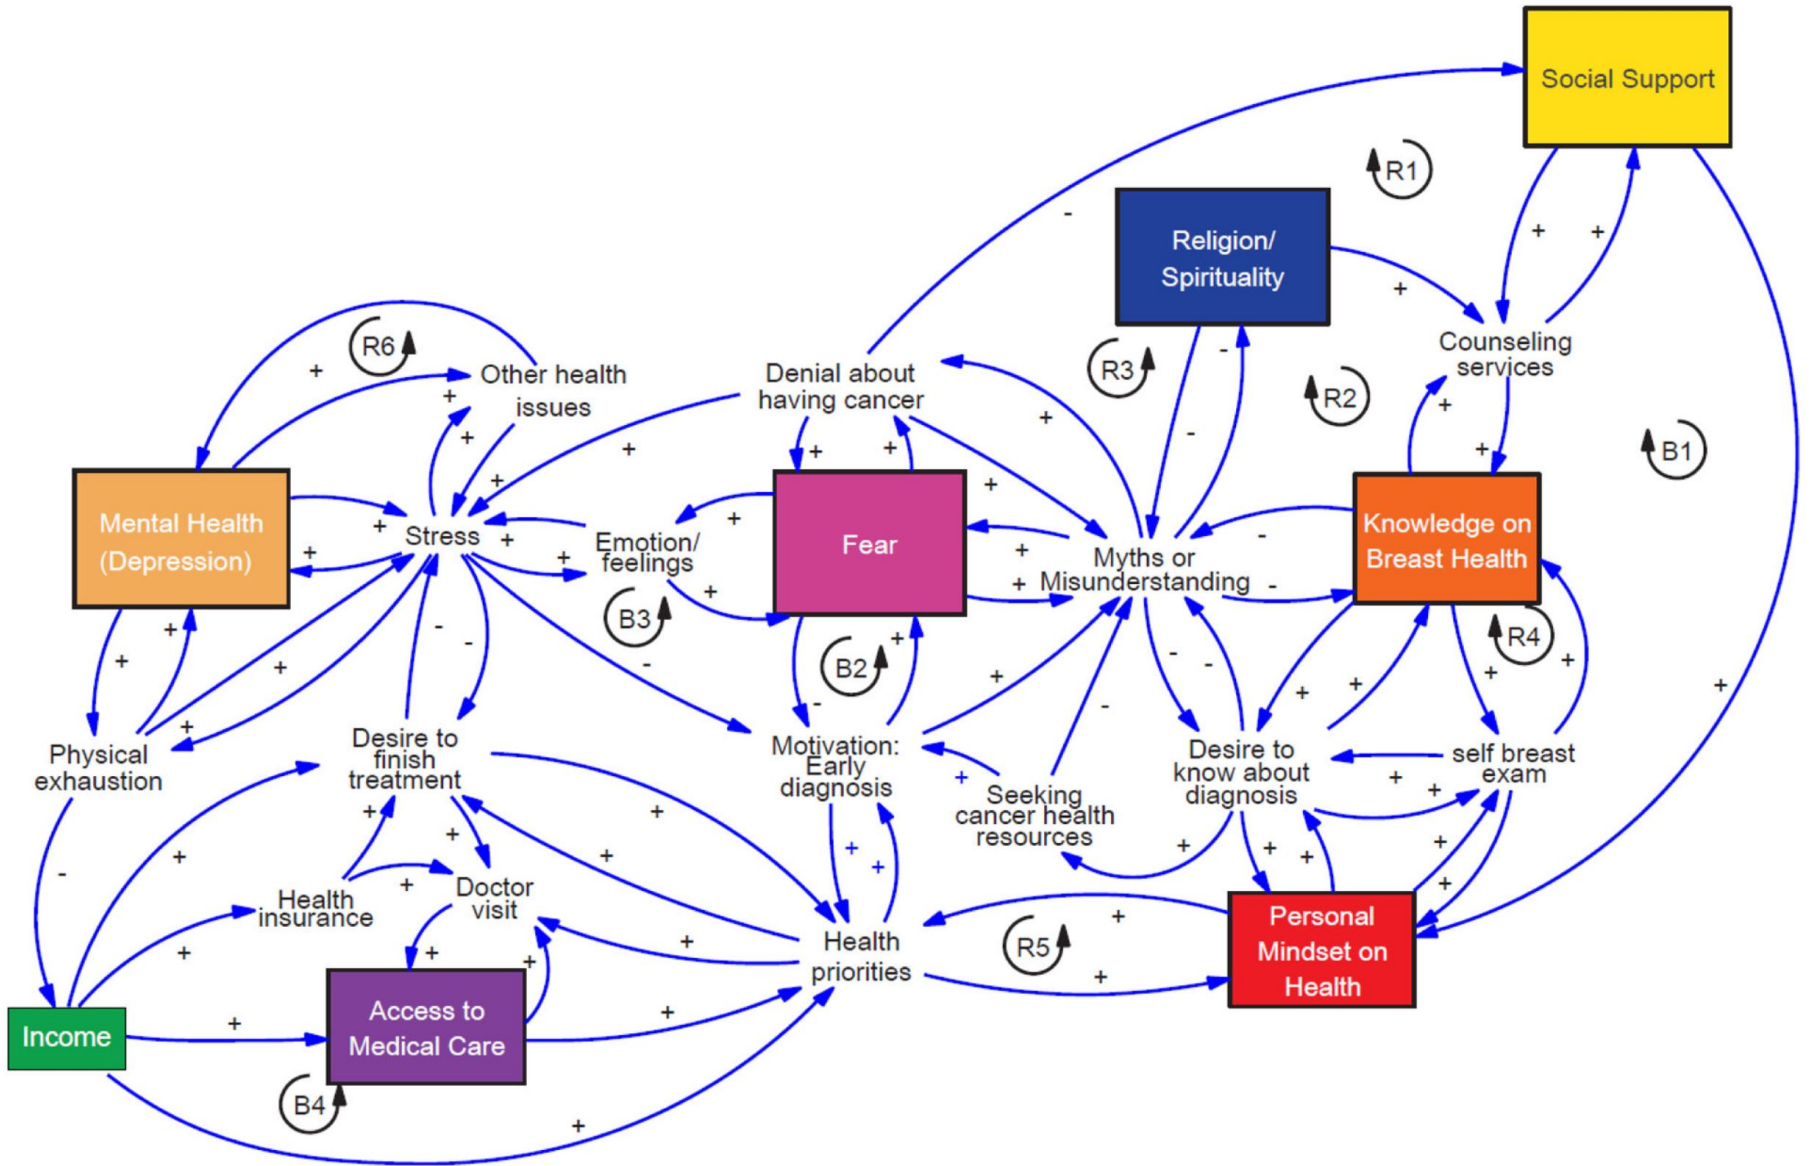 Social Support
R1
-
Religion/
Spirituality
+
+
+
Counseling
services
R6
+
Other health
issues
+
+
Denial about
having cancer
R3
-
R2
+
-
+
+
+
+
+
+
B1
Mental Health
(Depression)
+
Stress
+
+
Emotion/
feelings
+
+
Fear
+
+
+
Myths or
Misunderstanding
-
-
Knowledge on
Breast Health
+
B3
+
-
-
-
B2
+
-
R4
+
+
+
+
+
+
Physical
exhaustion
Desire to
finish
treatment
Motivation:
Early
diagnosis
+
-
-
-
Desire to
know about
diagnosis
+
+
self breast
exam
+
+
+
Seeking
cancer health
resources
+
+
+
+
+
-
+
+
+
+
+
+
+
Health
insurance
Doctor
visit
+
+
+
Health
priorities
+
R5
+
Personal
Mindset on
Health
Income
+
Access to
Medical Care
+
B4
+